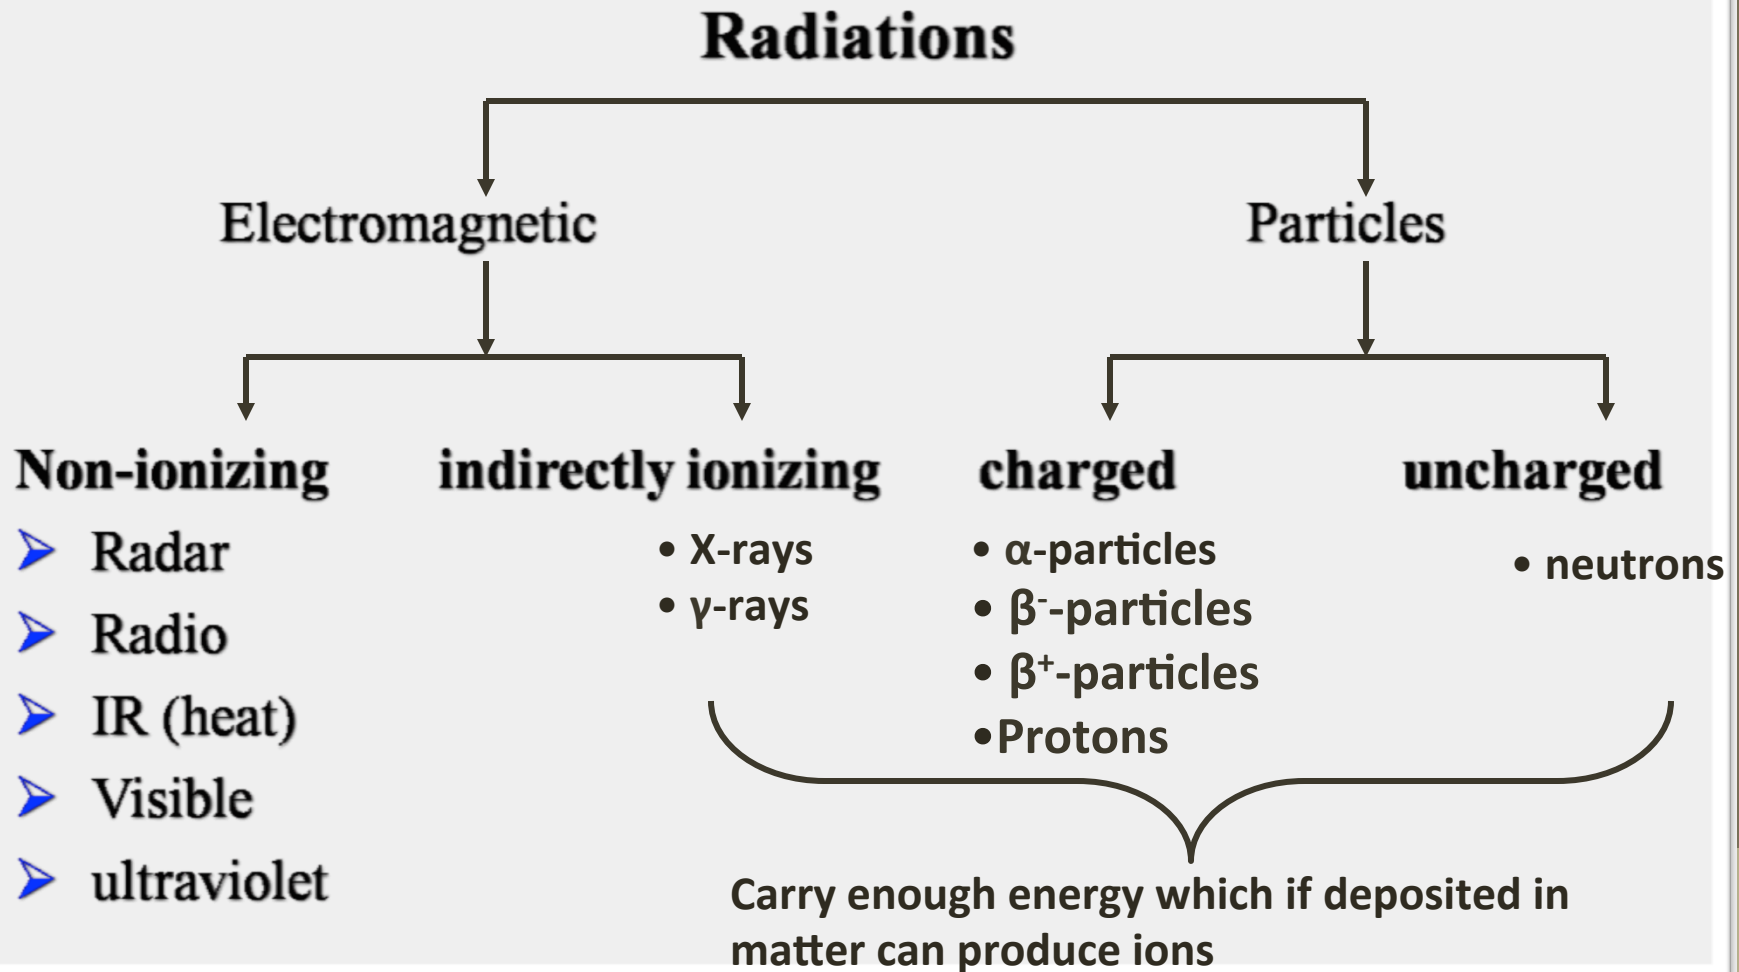 Radiations
Electromagnetic
Particles
Non-ionizing
indirectly ionizing
charged
uncharged
➢ Radar
➢ Radio
➢ IR (heat)
➢ Visible
➢ ultraviolet
• X-rays
• γ-rays
• α-particles
• β⁻-particles
• β⁺-particles
•Protons
• neutrons
Carry enough energy which if deposited in
matter can produce ions